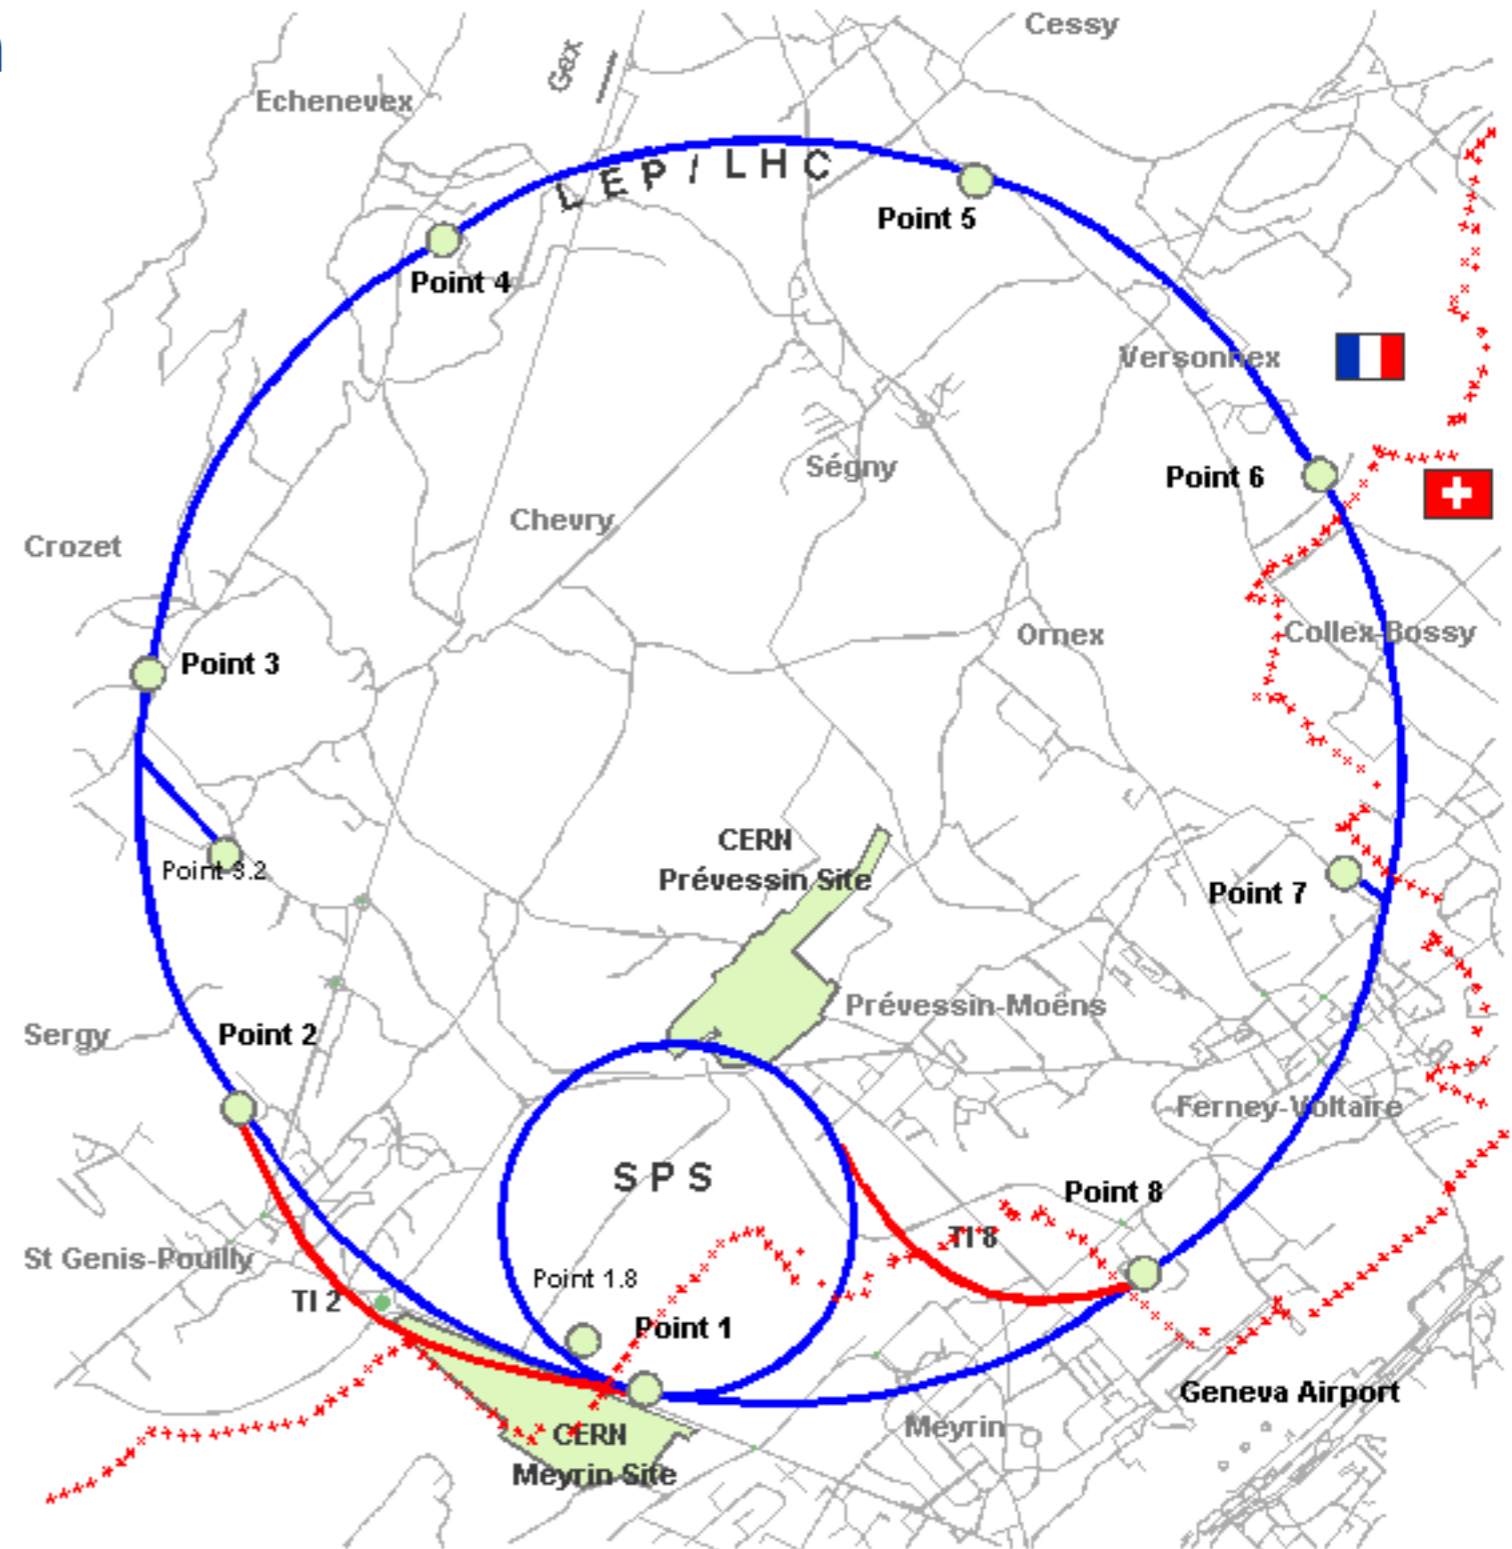 Cessy
Gex
Echenevex
LEP / LHC
Point 5
Point 4
Versonnex
Ségny
Point 6
Chevry
Crozet
Ornex
Collex-Bossy
Point 3
CERN
Prévessin Site
Point 3.2
Point 7
Prévessin-Moëns
Sergy
Point 2
Ferney-Voltaire
SPS
Point 8
TI 8
St Genis-Pouilly
Point 1.8
TI 2
Point 1
Geneva Airport
Meyrin
CERN
Meyrin Site